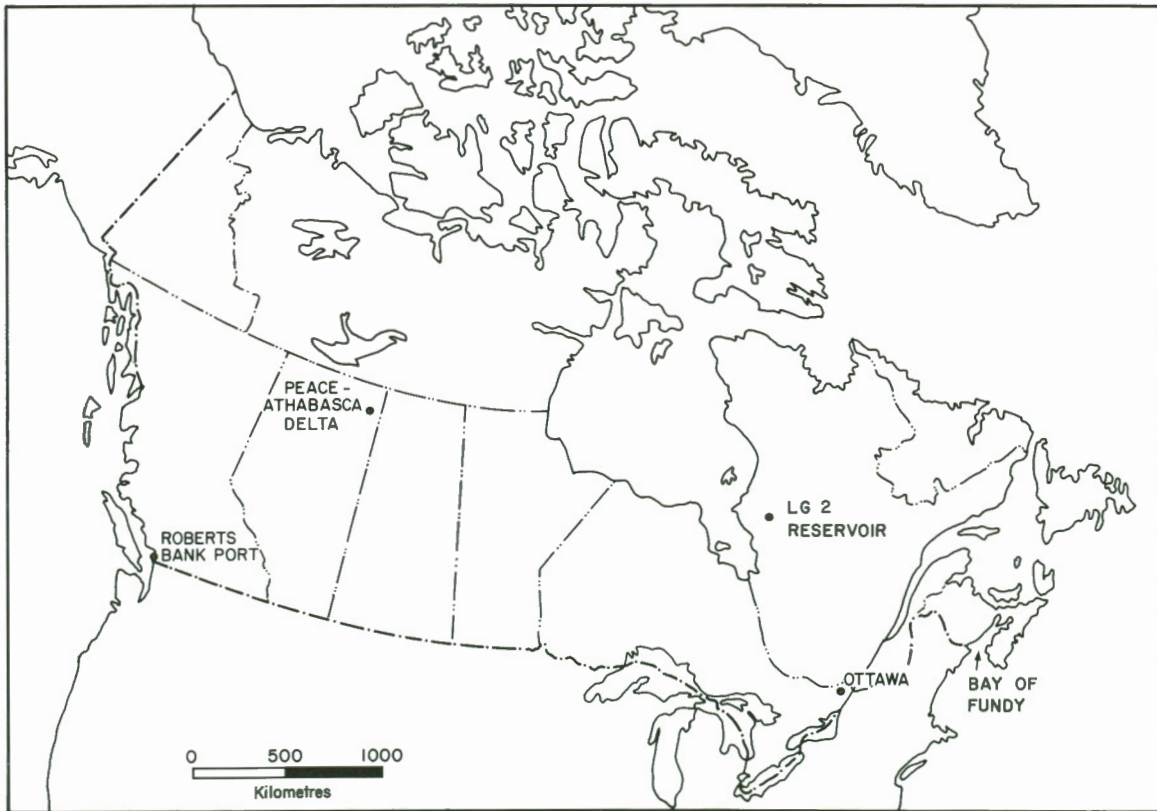 PEACE -
ATHABASCA
DELTA
LG 2
RESERVOIR
ROBERTS
BANK PORT
OTTAWA
BAY OF
FUNDY
0 500 1000
Kilometres